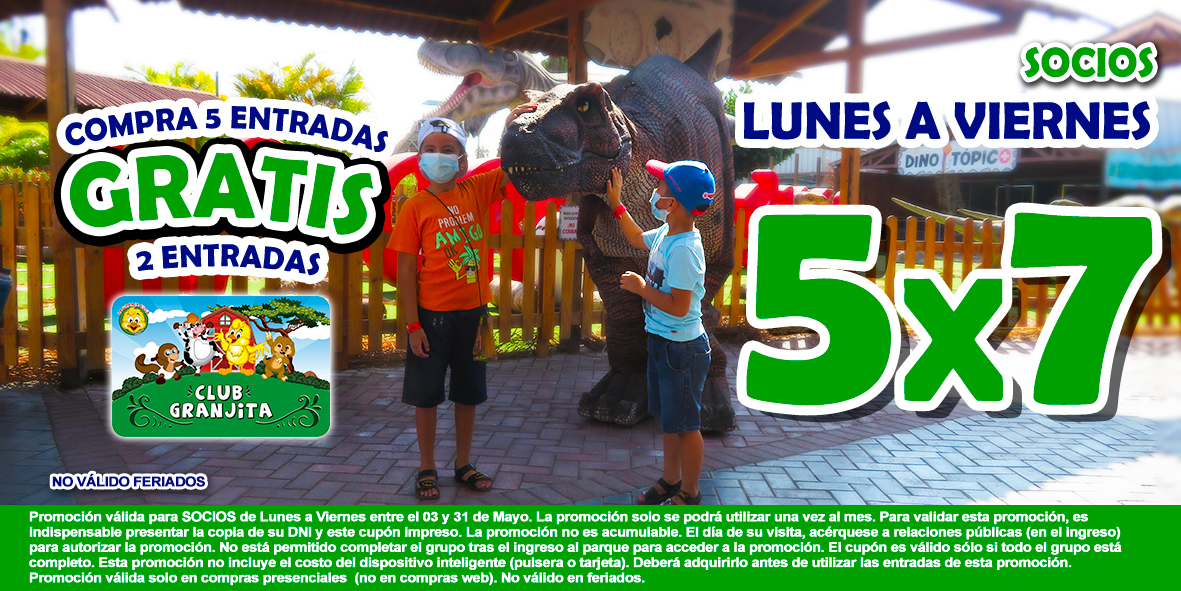 SOCIOS
LUNES A VIERNES
COMPRA 5 ENTRADAS
GRATIS
2 ENTRADAS
5x7
DINO TOPIC
NO PROBLEM
AMIGO
CLUB
GRANJITA
NO VÁLIDO FERIADOS
Promoción válida para SOCIOS de Lunes a Viernes entre el 03 y 31 de Mayo. La promoción solo se podrá utilizar una vez al mes. Para validar esta promoción, es
indispensable presentar la copia de su DNI y este cupón impreso. La promoción no es acumulable. El día de su visita, acérquese a relaciones públicas (en el ingreso)
para autorizar la promoción. No está permitido completar el grupo tras el ingreso al parque para acceder a la promoción. El cupón es válido sólo si todo el grupo está
completo. Esta promoción no incluye el costo del dispositivo inteligente (pulsera o tarjeta). Deberá adquirirlo antes de utilizar las entradas de esta promoción.
Promoción válida solo en compras presenciales (no en compras web). No válido en feriados.